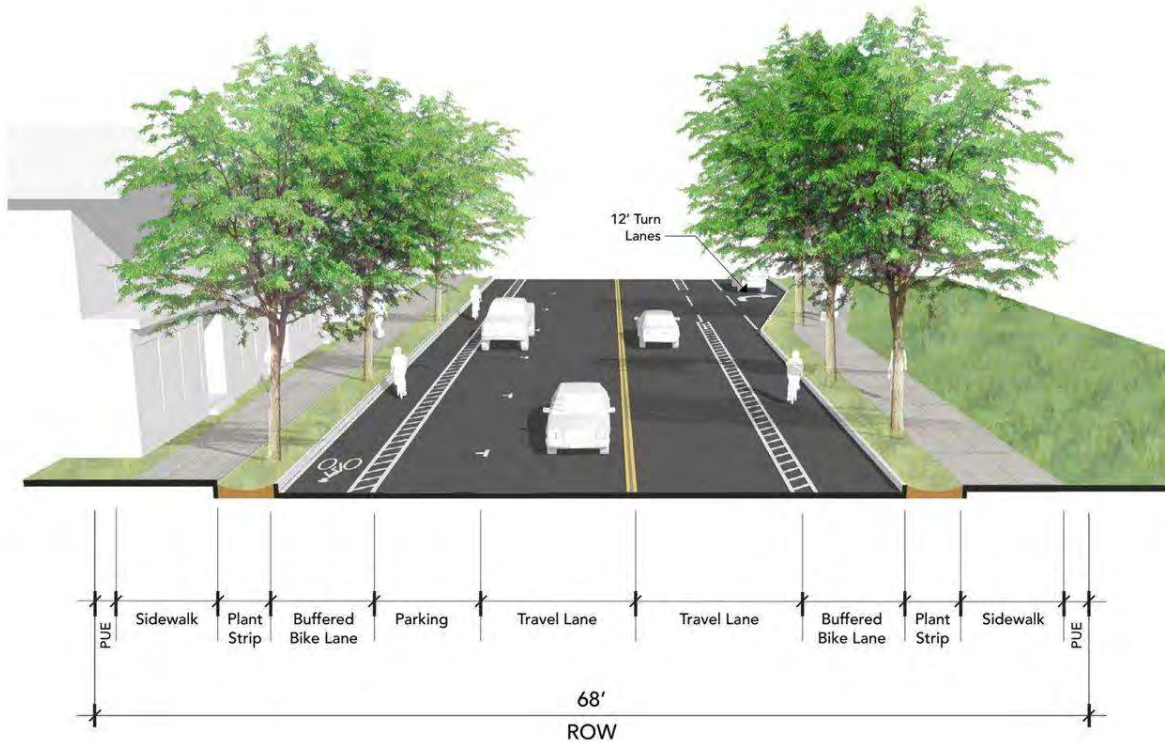 12' Turn
Lanes
PUE
Sidewalk
Plant
Strip
Buffered
Bike Lane
Parking
Travel Lane
Travel Lane
Buffered
Bike Lane
Plant
Strip
Sidewalk
PUE
68'
ROW